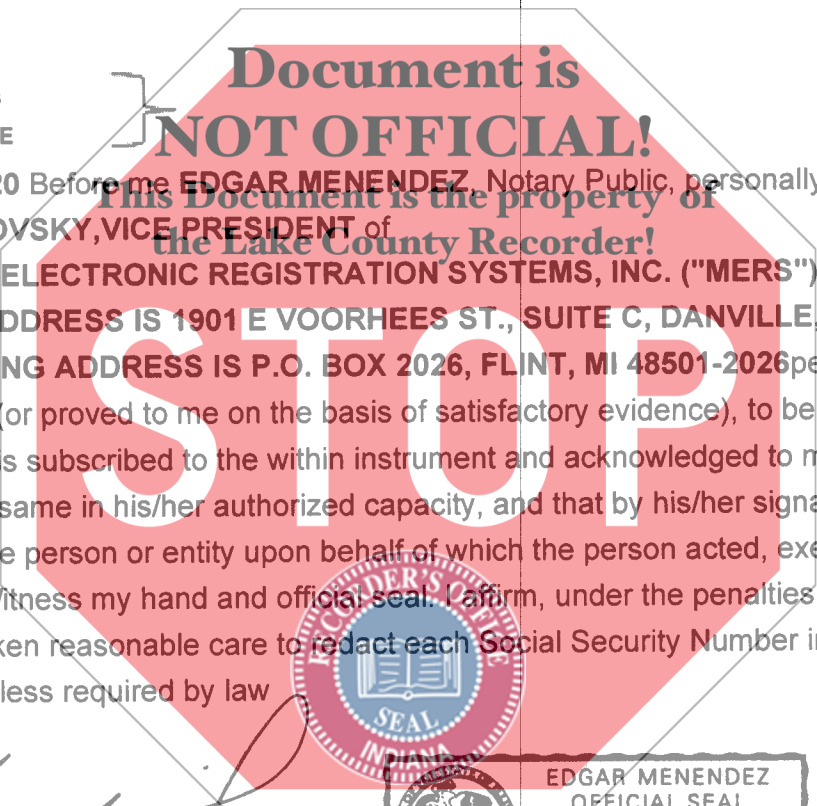 Document is
NOT OFFICIAL!
This Document is the property of
the Lake County Recorder!
STOP
E
20 Before me EDGAR MENENDEZ, Notary Public, personally
OVSKY,VICE PRESIDENT of
ELECTRONIC REGISTRATION SYSTEMS, INC. ("MERS")
DDRESS IS 1901 E VOORHEES ST., SUITE C, DANVILLE,
NG ADDRESS IS P.O. BOX 2026, FLINT, MI 48501-2026pe
(or proved to me on the basis of satisfactory evidence), to be
s subscribed to the within instrument and acknowledged to m
same in his/her authorized capacity, and that by his/her signa
e person or entity upon behalf of which the person acted, exe
Witness my hand and official seal. I affirm, under the penalties
ken reasonable care to redact each Social Security Number i
less required by law
RECORDER'S OFFICE
SEAL
INDIANA
EDGAR MENENDEZ
OFFICIAL SEAL